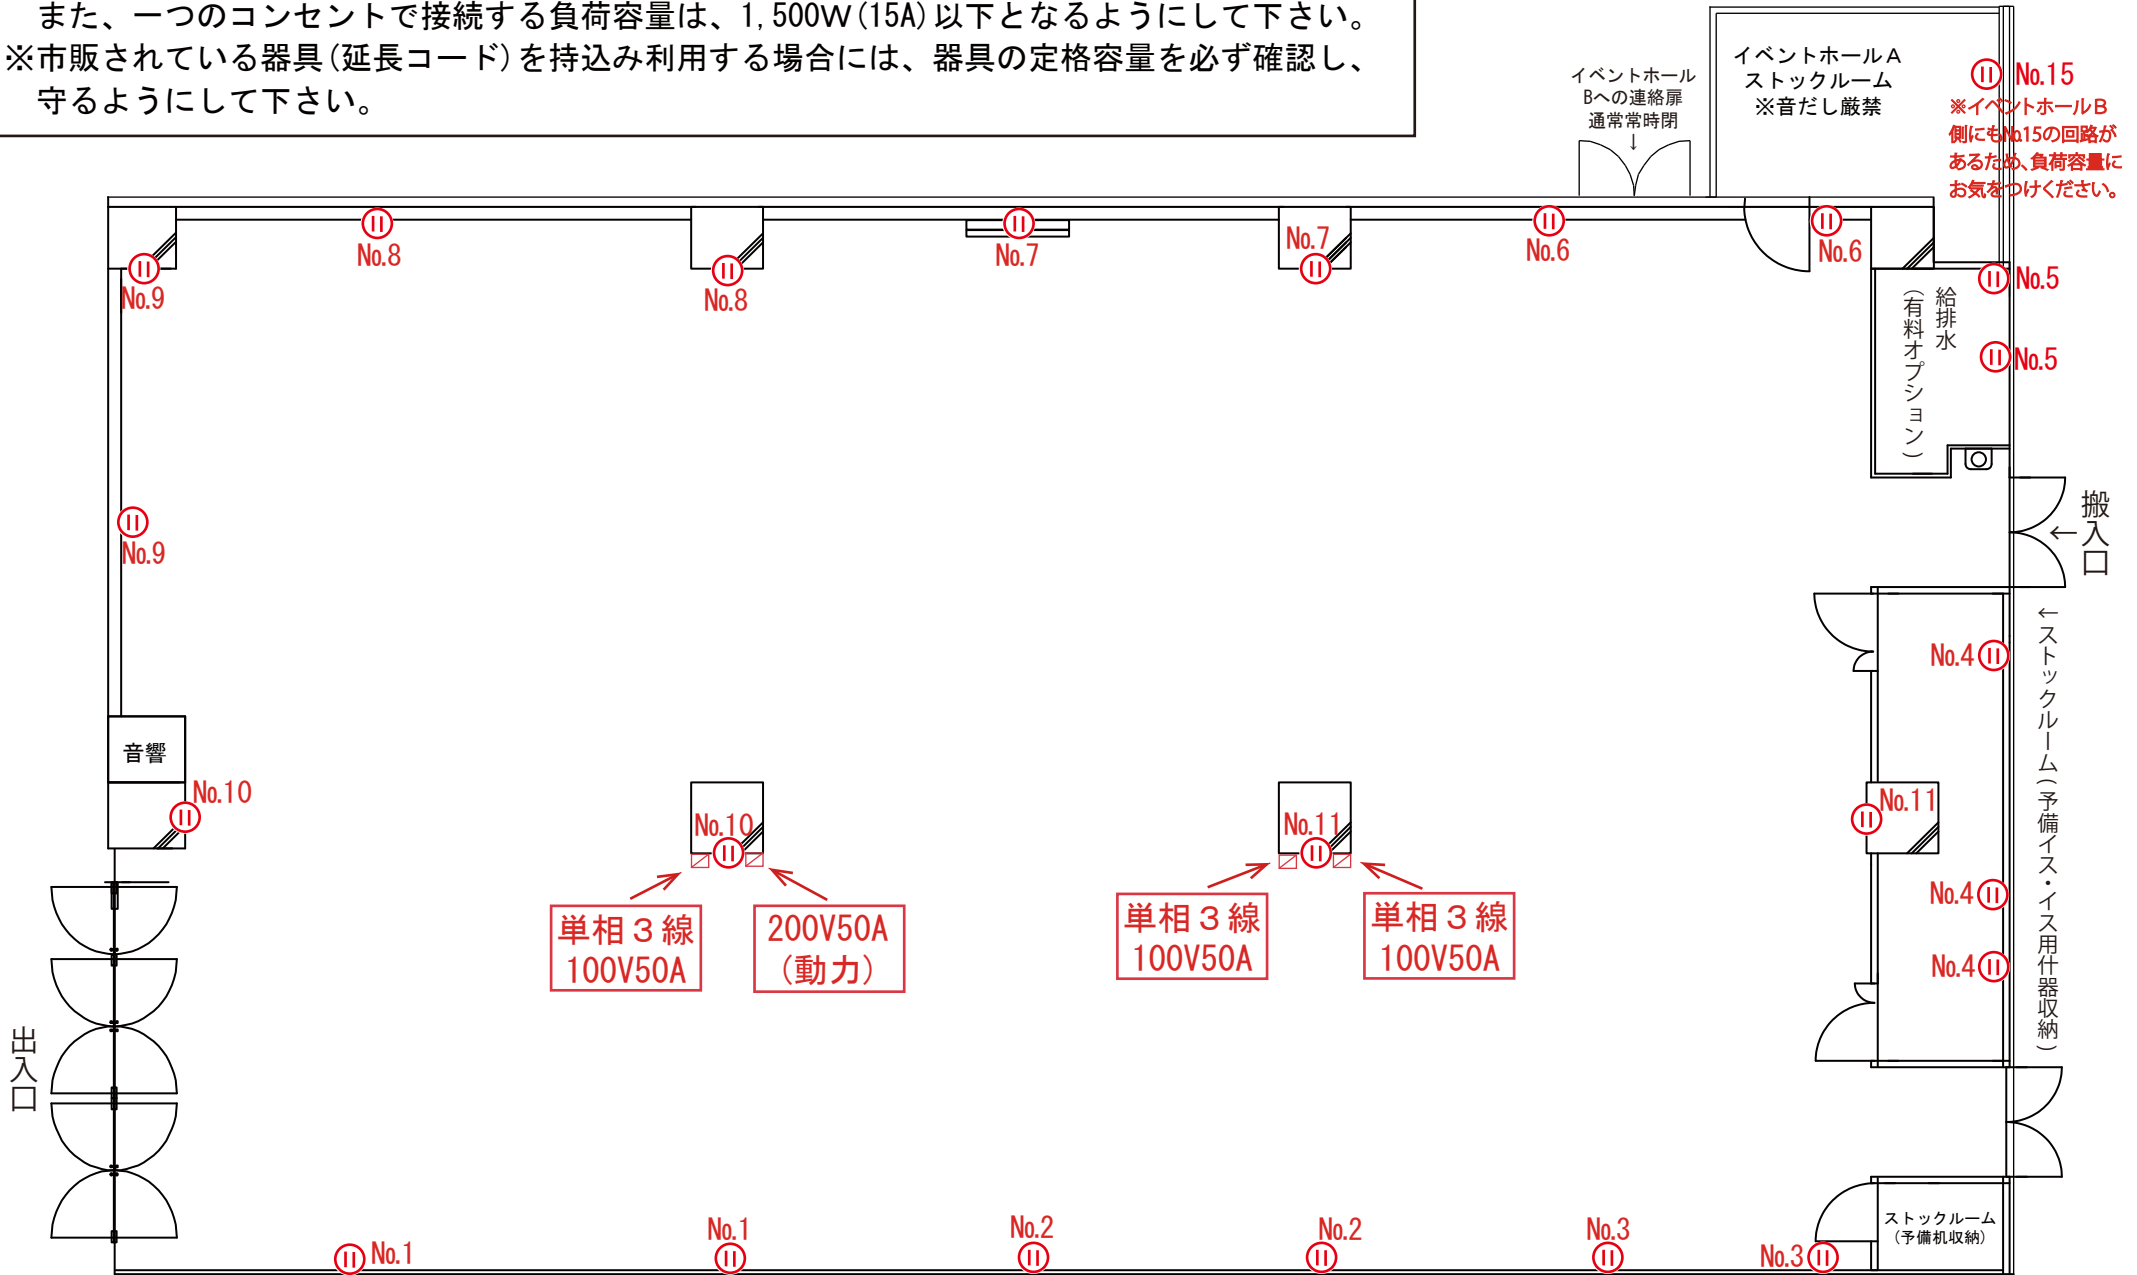 また、一つのコンセントで接続する負荷容量は、1,500W(15A)以下となるようにして下さい。
※市販されている器具(延長コード)を持込み利用する場合には、器具の定格容量を必ず確認し、
守るようにして下さい。
イベントホール
Bへの連絡扉
通常常時閉
↓
イベントホールA
ストックルーム
※音だし厳禁
No.15
※イベントホールB
側にもNo.15の回路が
あるため、負荷容量に
お気をつけください。
No.9
No.8
No.8
No.7
No.7
No.6
No.6
No.5
給排水
(有料オプション)
No.5
No.9
搬入口
←
←ストックルーム(予備イス・イス用什器収納)
No.4
音響
No.10
No.10
No.11
No.11
No.4
No.4
単相3線
100V50A
200V50A
(動力)
単相3線
100V50A
単相3線
100V50A
出入口
No.1
No.1
No.2
No.2
No.3
No.3
ストックルーム
(予備机収納)